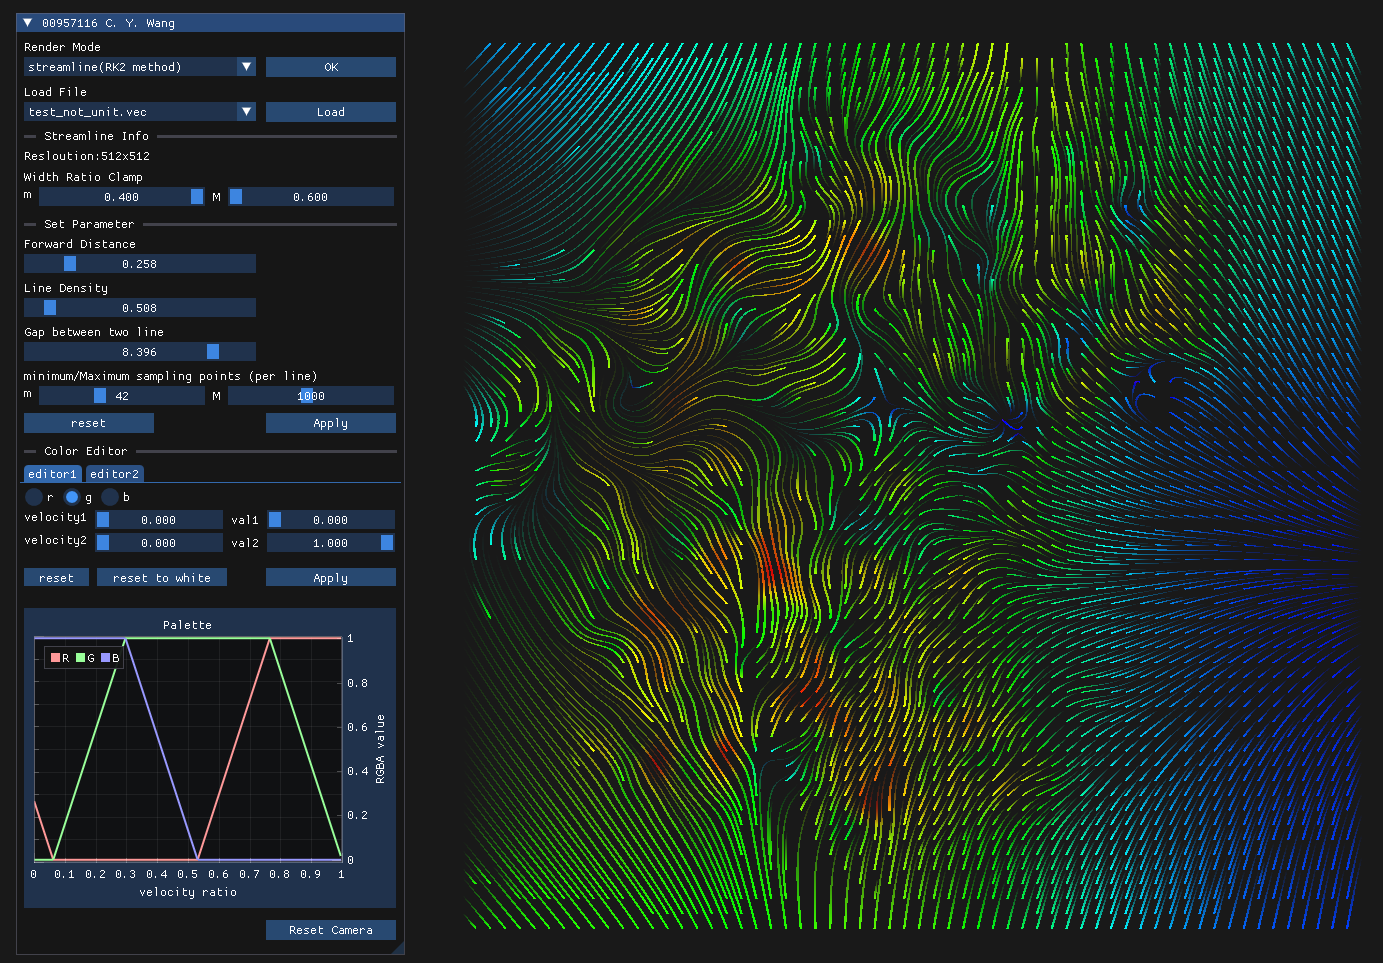 00957116 C. Y. Wang
Render Mode
streamline(RK2 method) OK
Load File
test_not_unit.vec Load
Streamline Info
Resloution:512x512
Width Ratio Clamp
m 0.400 M 0.600
Set Parameter
Forward Distance
0.258
Line Density
0.508
Gap between two line
8.396
minimum/Maximum sampling points (per line)
m 42 M 1000
reset Apply
Color Editor
editor1 editor2
r g b
velocity1 0.000 val1 0.000
velocity2 0.000 val2 1.000
reset reset to white Apply
Palette
R G B
1
0.8
0.6
0.4
0.2
0
RGBA value
0 0.1 0.2 0.3 0.4 0.5 0.6 0.7 0.8 0.9 1
velocity ratio
Reset Camera